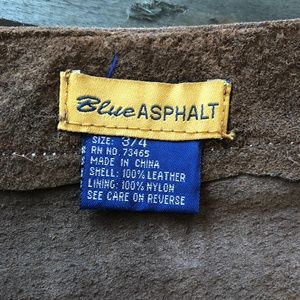 Blue ASPHALT
SIZE: 3/4
RN NO. 73465
MADE IN CHINA
SHELL: 100% LEATHER
LINING: 100% NYLON
SEE CARE ON REVERSE